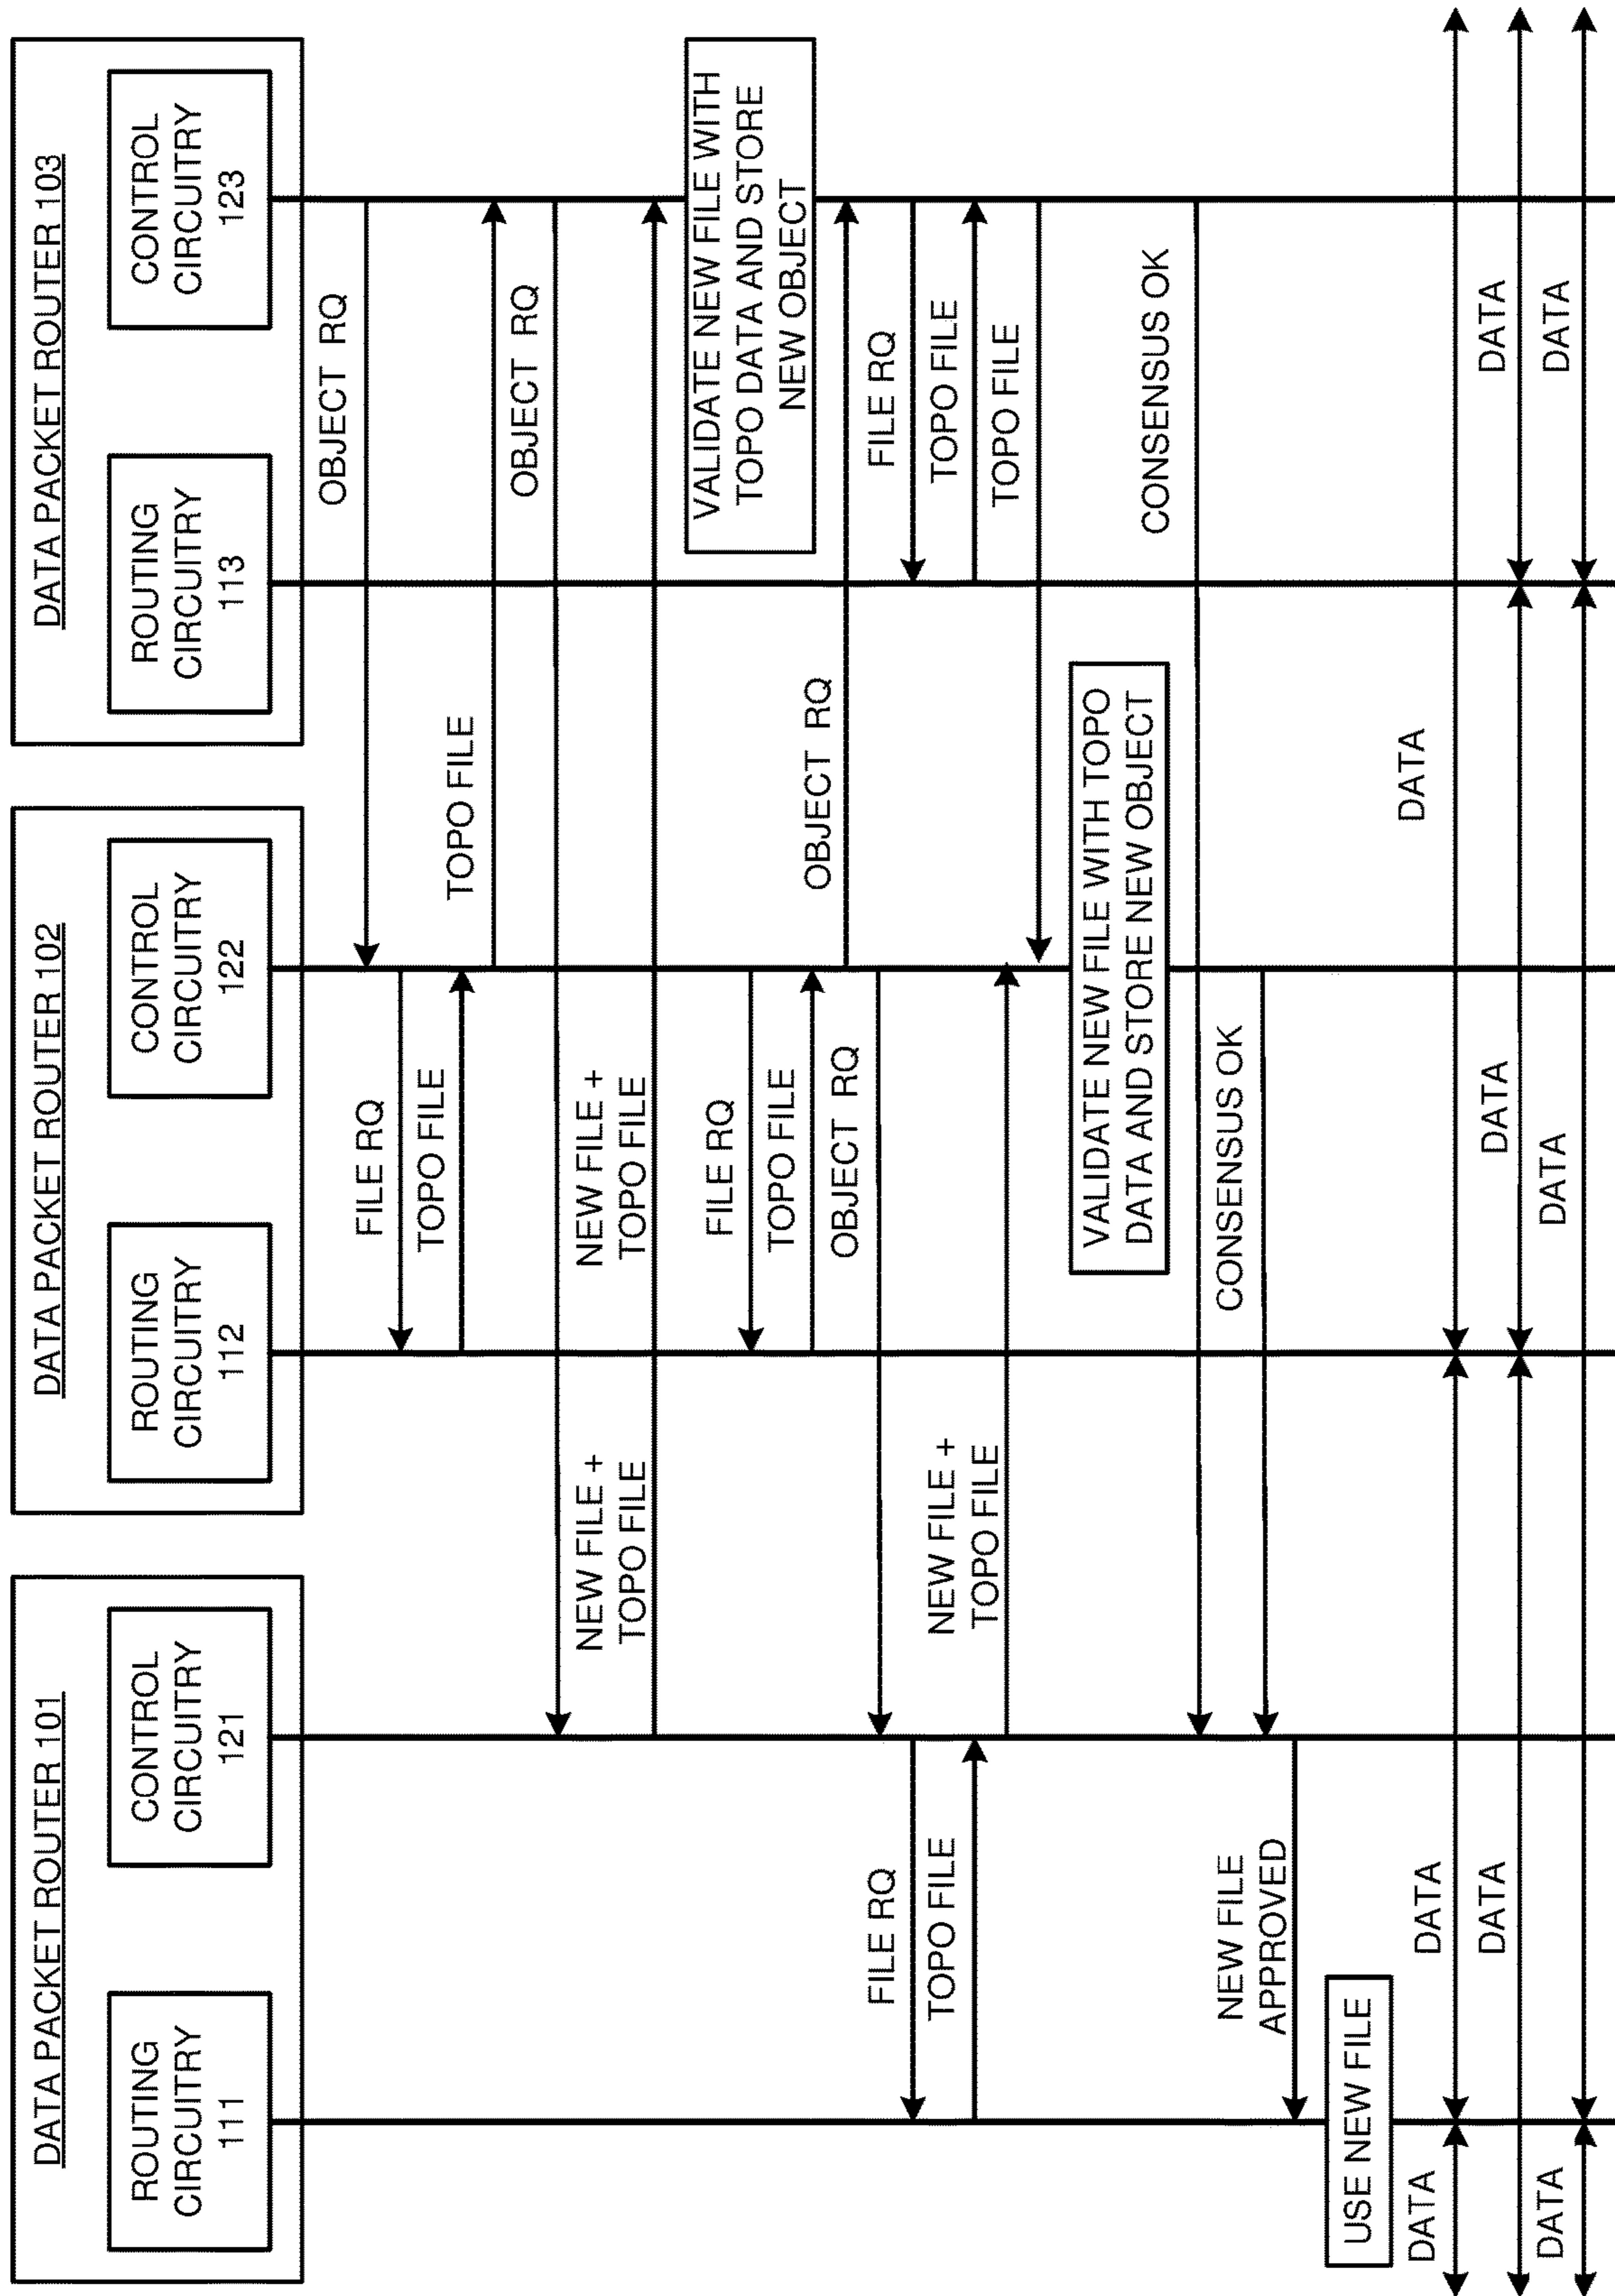 DATA PACKET ROUTER 101
ROUTING
CIRCUITRY
111
CONTROL
CIRCUITRY
121
DATA PACKET ROUTER 102
ROUTING
CIRCUITRY
112
CONTROL
CIRCUITRY
122
DATA PACKET ROUTER 103
ROUTING
CIRCUITRY
113
CONTROL
CIRCUITRY
123
OBJECT RQ
FILE RQ
TOPO FILE
TOPO FILE
OBJECT RQ
NEW FILE +
TOPO FILE
NEW FILE +
TOPO FILE
VALIDATE NEW FILE WITH
TOPO DATA AND STORE
NEW OBJECT
FILE RQ
TOPO FILE
OBJECT RQ
OBJECT RQ
FILE RQ
TOPO FILE
NEW FILE +
TOPO FILE
FILE RQ
TOPO FILE
TOPO FILE
VALIDATE NEW FILE WITH TOPO
DATA AND STORE NEW OBJECT
CONSENSUS OK
CONSENSUS OK
NEW FILE
APPROVED
USE NEW FILE
DATA
DATA
DATA
DATA
DATA
DATA
DATA
DATA
DATA